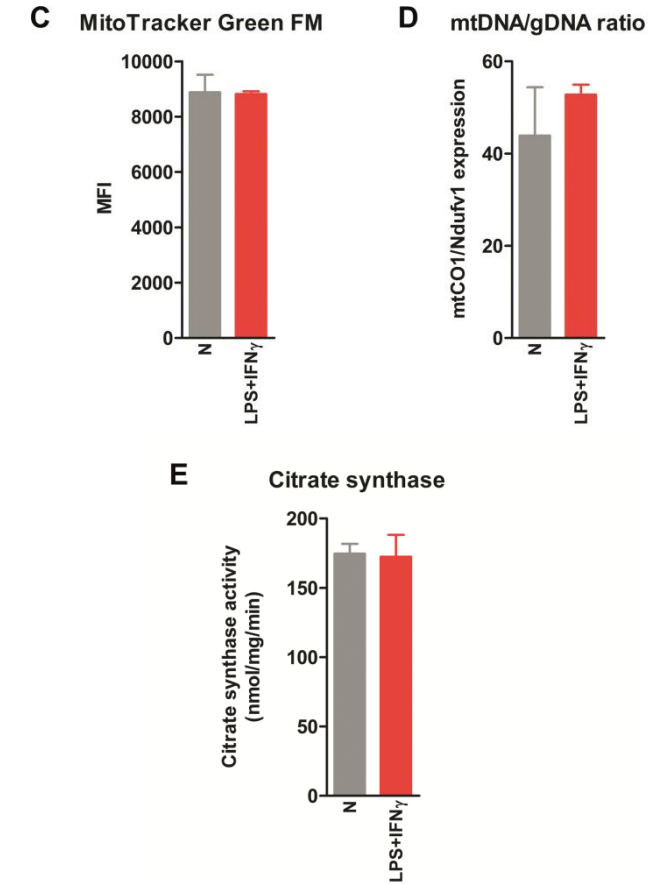 C MitoTracker Green FM
10000
8000
6000
4000
2000
0
MFI
N
LPS+IFNγ
D mtDNA/gDNA ratio
60
40
20
0
mtCO1/Ndufv1 expression
N
LPS+IFNγ
E Citrate synthase
200
150
100
50
0
Citrate synthase activity
(nmol/mg/min)
N
LPS+IFNγ